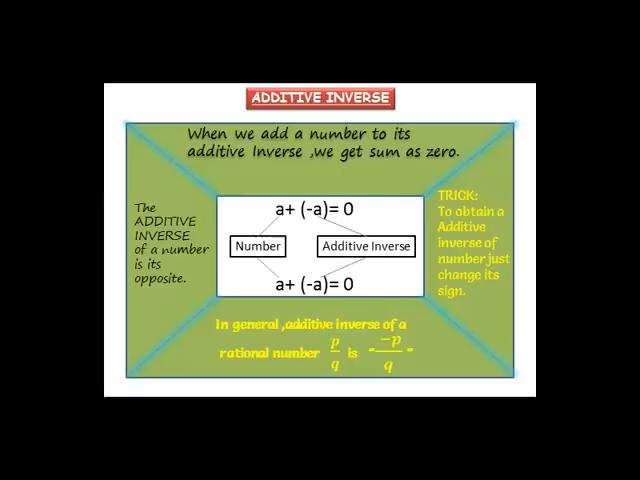 ADDITIVE INVERSE
When we add a number to its
additive Inverse ,we get sum as zero.
The
ADDITIVE
INVERSE
of a number
is its
opposite.
a+ (-a)= 0
Number
Additive Inverse
a+ (-a)= 0
TRICK:
To obtain a
Additive
inverse of
number just
change its
sign.
In general ,additive inverse of a
rational number p/q is "−p/q"